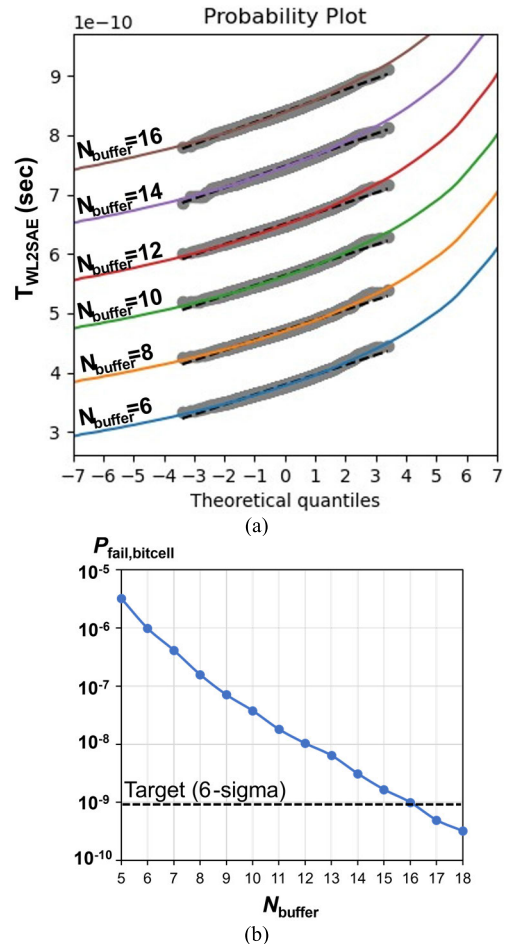 1e−10
Probability Plot
9
8
7
6
5
4
3
T_WL2SAE (sec)
N_buffer=16
N_buffer=14
N_buffer=12
N_buffer=10
N_buffer=8
N_buffer=6
−7 −6 −5 −4 −3 −2 −1 0 1 2 3 4 5 6 7
Theoretical quantiles
(a)
P_fail,bitcell
10^-5
10^-6
10^-7
10^-8
10^-9
10^-10
Target (6-sigma)
5 6 7 8 9 10 11 12 13 14 15 16 17 18
N_buffer
(b)